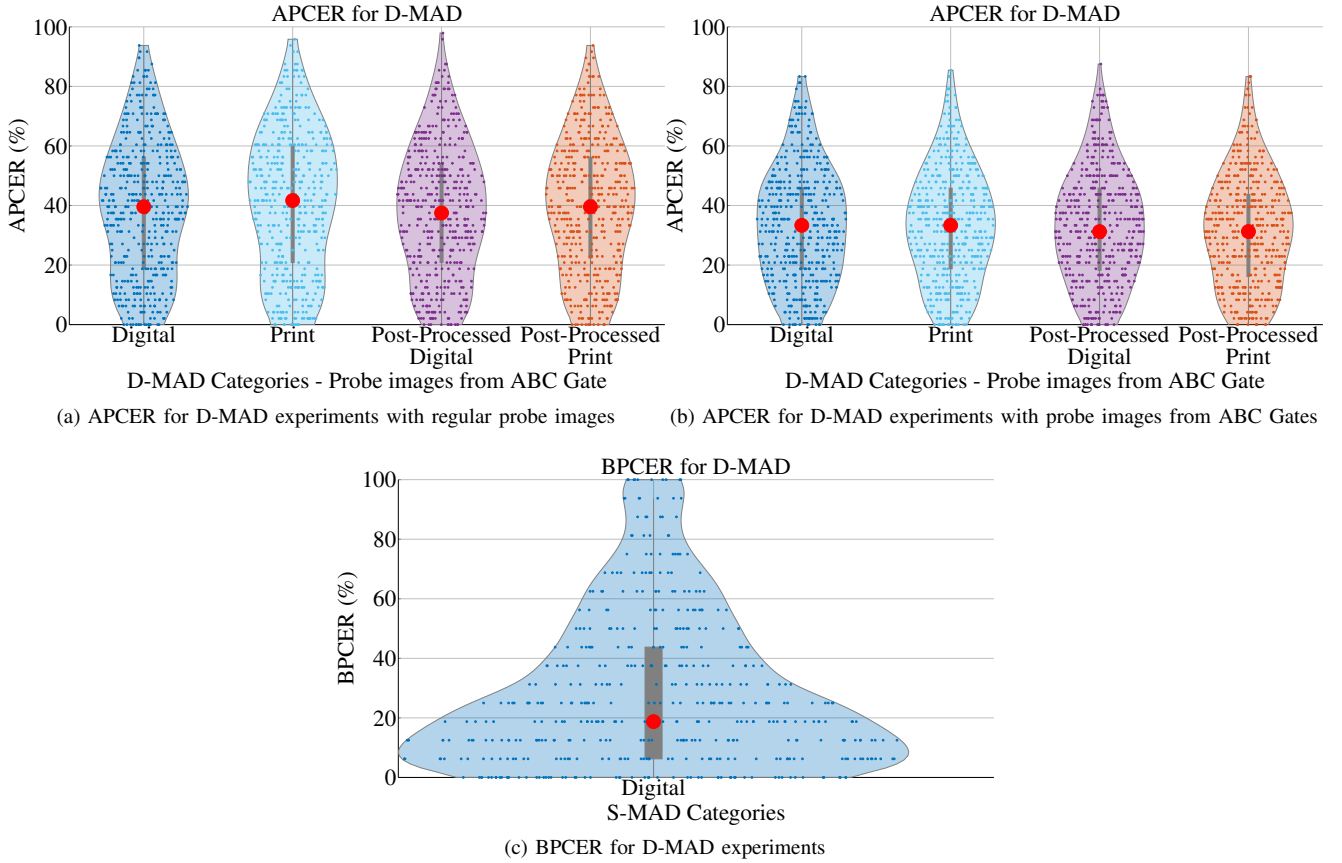 APCER for D-MAD
100
80
60
40
20
0
APCER (%)
Digital
Print
Post-Processed
Digital
Post-Processed
Print
D-MAD Categories - Probe images from ABC Gate
(a) APCER for D-MAD experiments with regular probe images
APCER for D-MAD
100
80
60
40
20
0
APCER (%)
Digital
Print
Post-Processed
Digital
Post-Processed
Print
D-MAD Categories - Probe images from ABC Gate
(b) APCER for D-MAD experiments with probe images from ABC Gates
BPCER for D-MAD
100
80
60
40
20
0
BPCER (%)
Digital
S-MAD Categories
(c) BPCER for D-MAD experiments